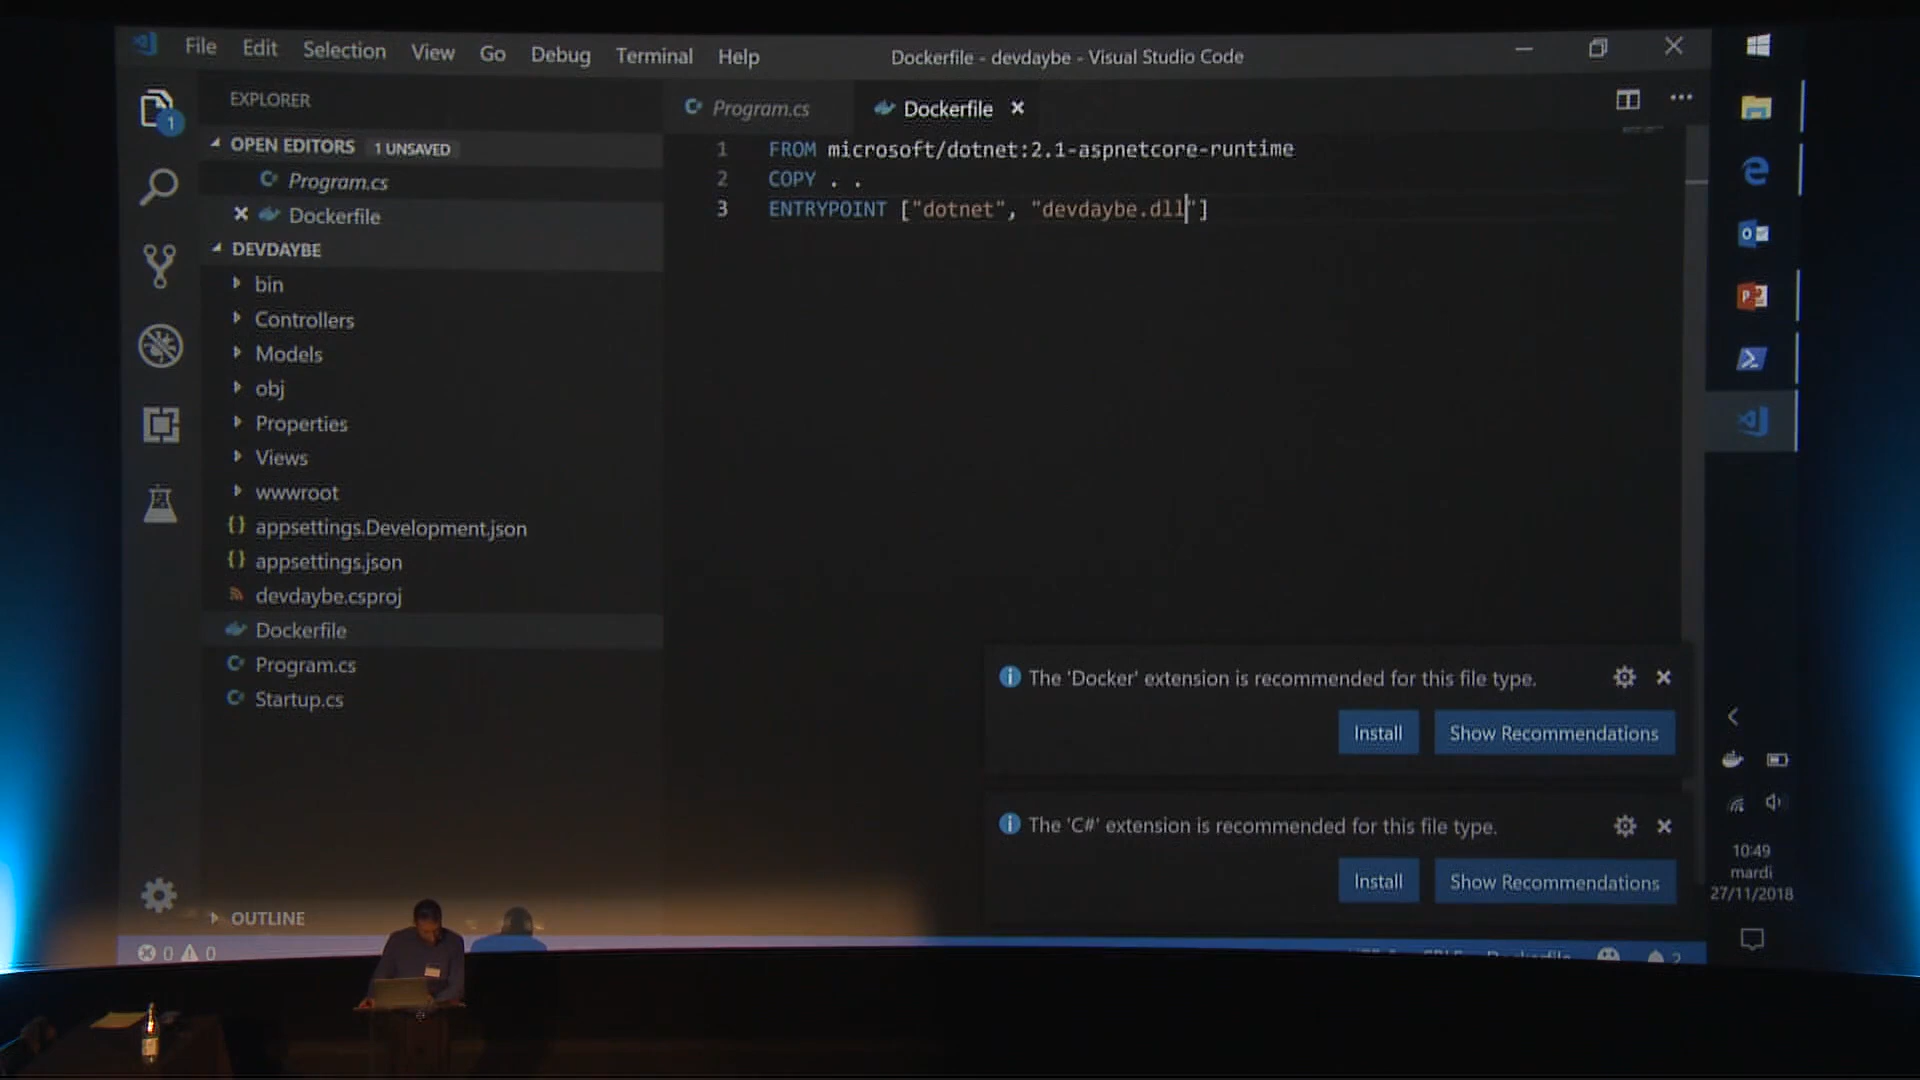 File Edit Selection View Go Debug Terminal Help
Dockerfile - devdaybe - Visual Studio Code
EXPLORER
OPEN EDITORS 1 UNSAVED
Program.cs
Dockerfile
DEVDAYBE
bin
Controllers
Models
obj
Properties
Views
wwwroot
appsettings.Development.json
appsettings.json
devdaybe.csproj
Dockerfile
Program.cs
Startup.cs
OUTLINE
0 0
1
Program.cs Dockerfile
1 FROM microsoft/dotnet:2.1-aspnetcore-runtime
2 COPY . .
3 ENTRYPOINT ["dotnet", "devdaybe.dll"]
The 'Docker' extension is recommended for this file type.
Install Show Recommendations
The 'C#' extension is recommended for this file type.
Install Show Recommendations
Dockerfile 2
10:49
mardi
27/11/2018